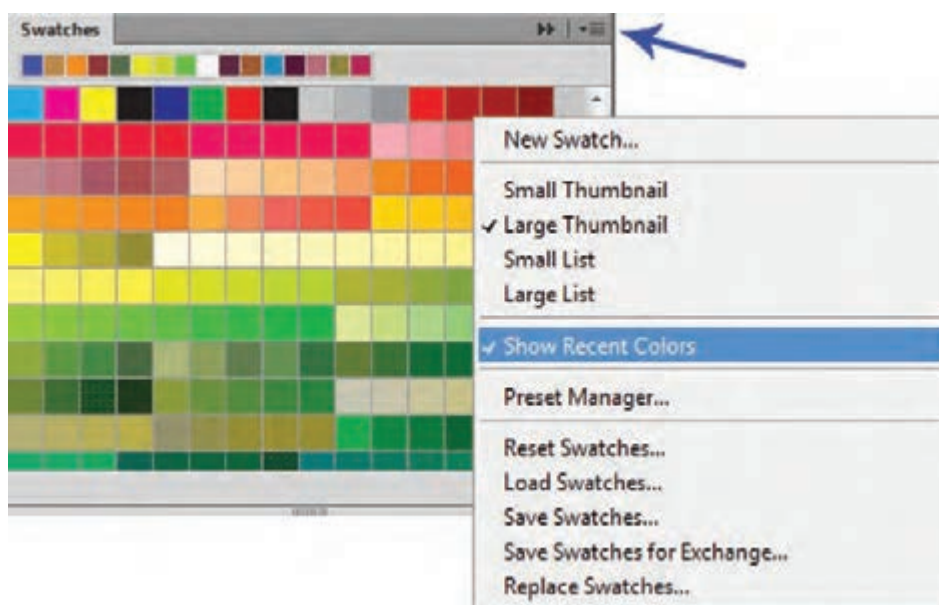 Swatches
New Swatch...
Small Thumbnail
Large Thumbnail
Small List
Large List
Show Recent Colors
Preset Manager...
Reset Swatches...
Load Swatches...
Save Swatches...
Save Swatches for Exchange...
Replace Swatches...